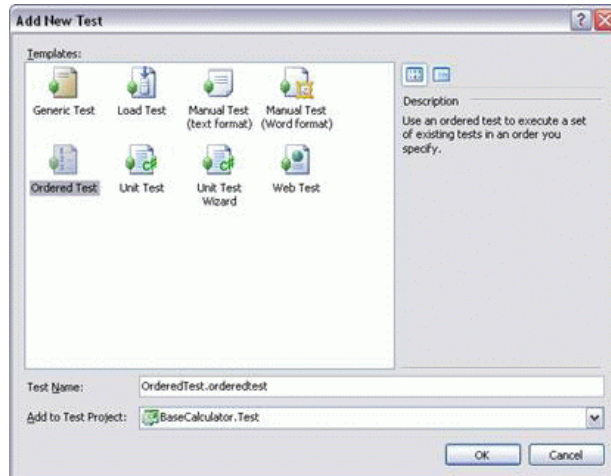 Add New Test
Templates:
Generic Test
Load Test
Manual Test
(text format)
Manual Test
(Word format)
Ordered Test
Unit Test
Unit Test
Wizard
Web Test
Description
Use an ordered test to execute a set
of existing tests in an order you
specify.
Test Name:
OrderedTest.orderedtest
Add to Test Project:
BaseCalculator.Test
OK
Cancel